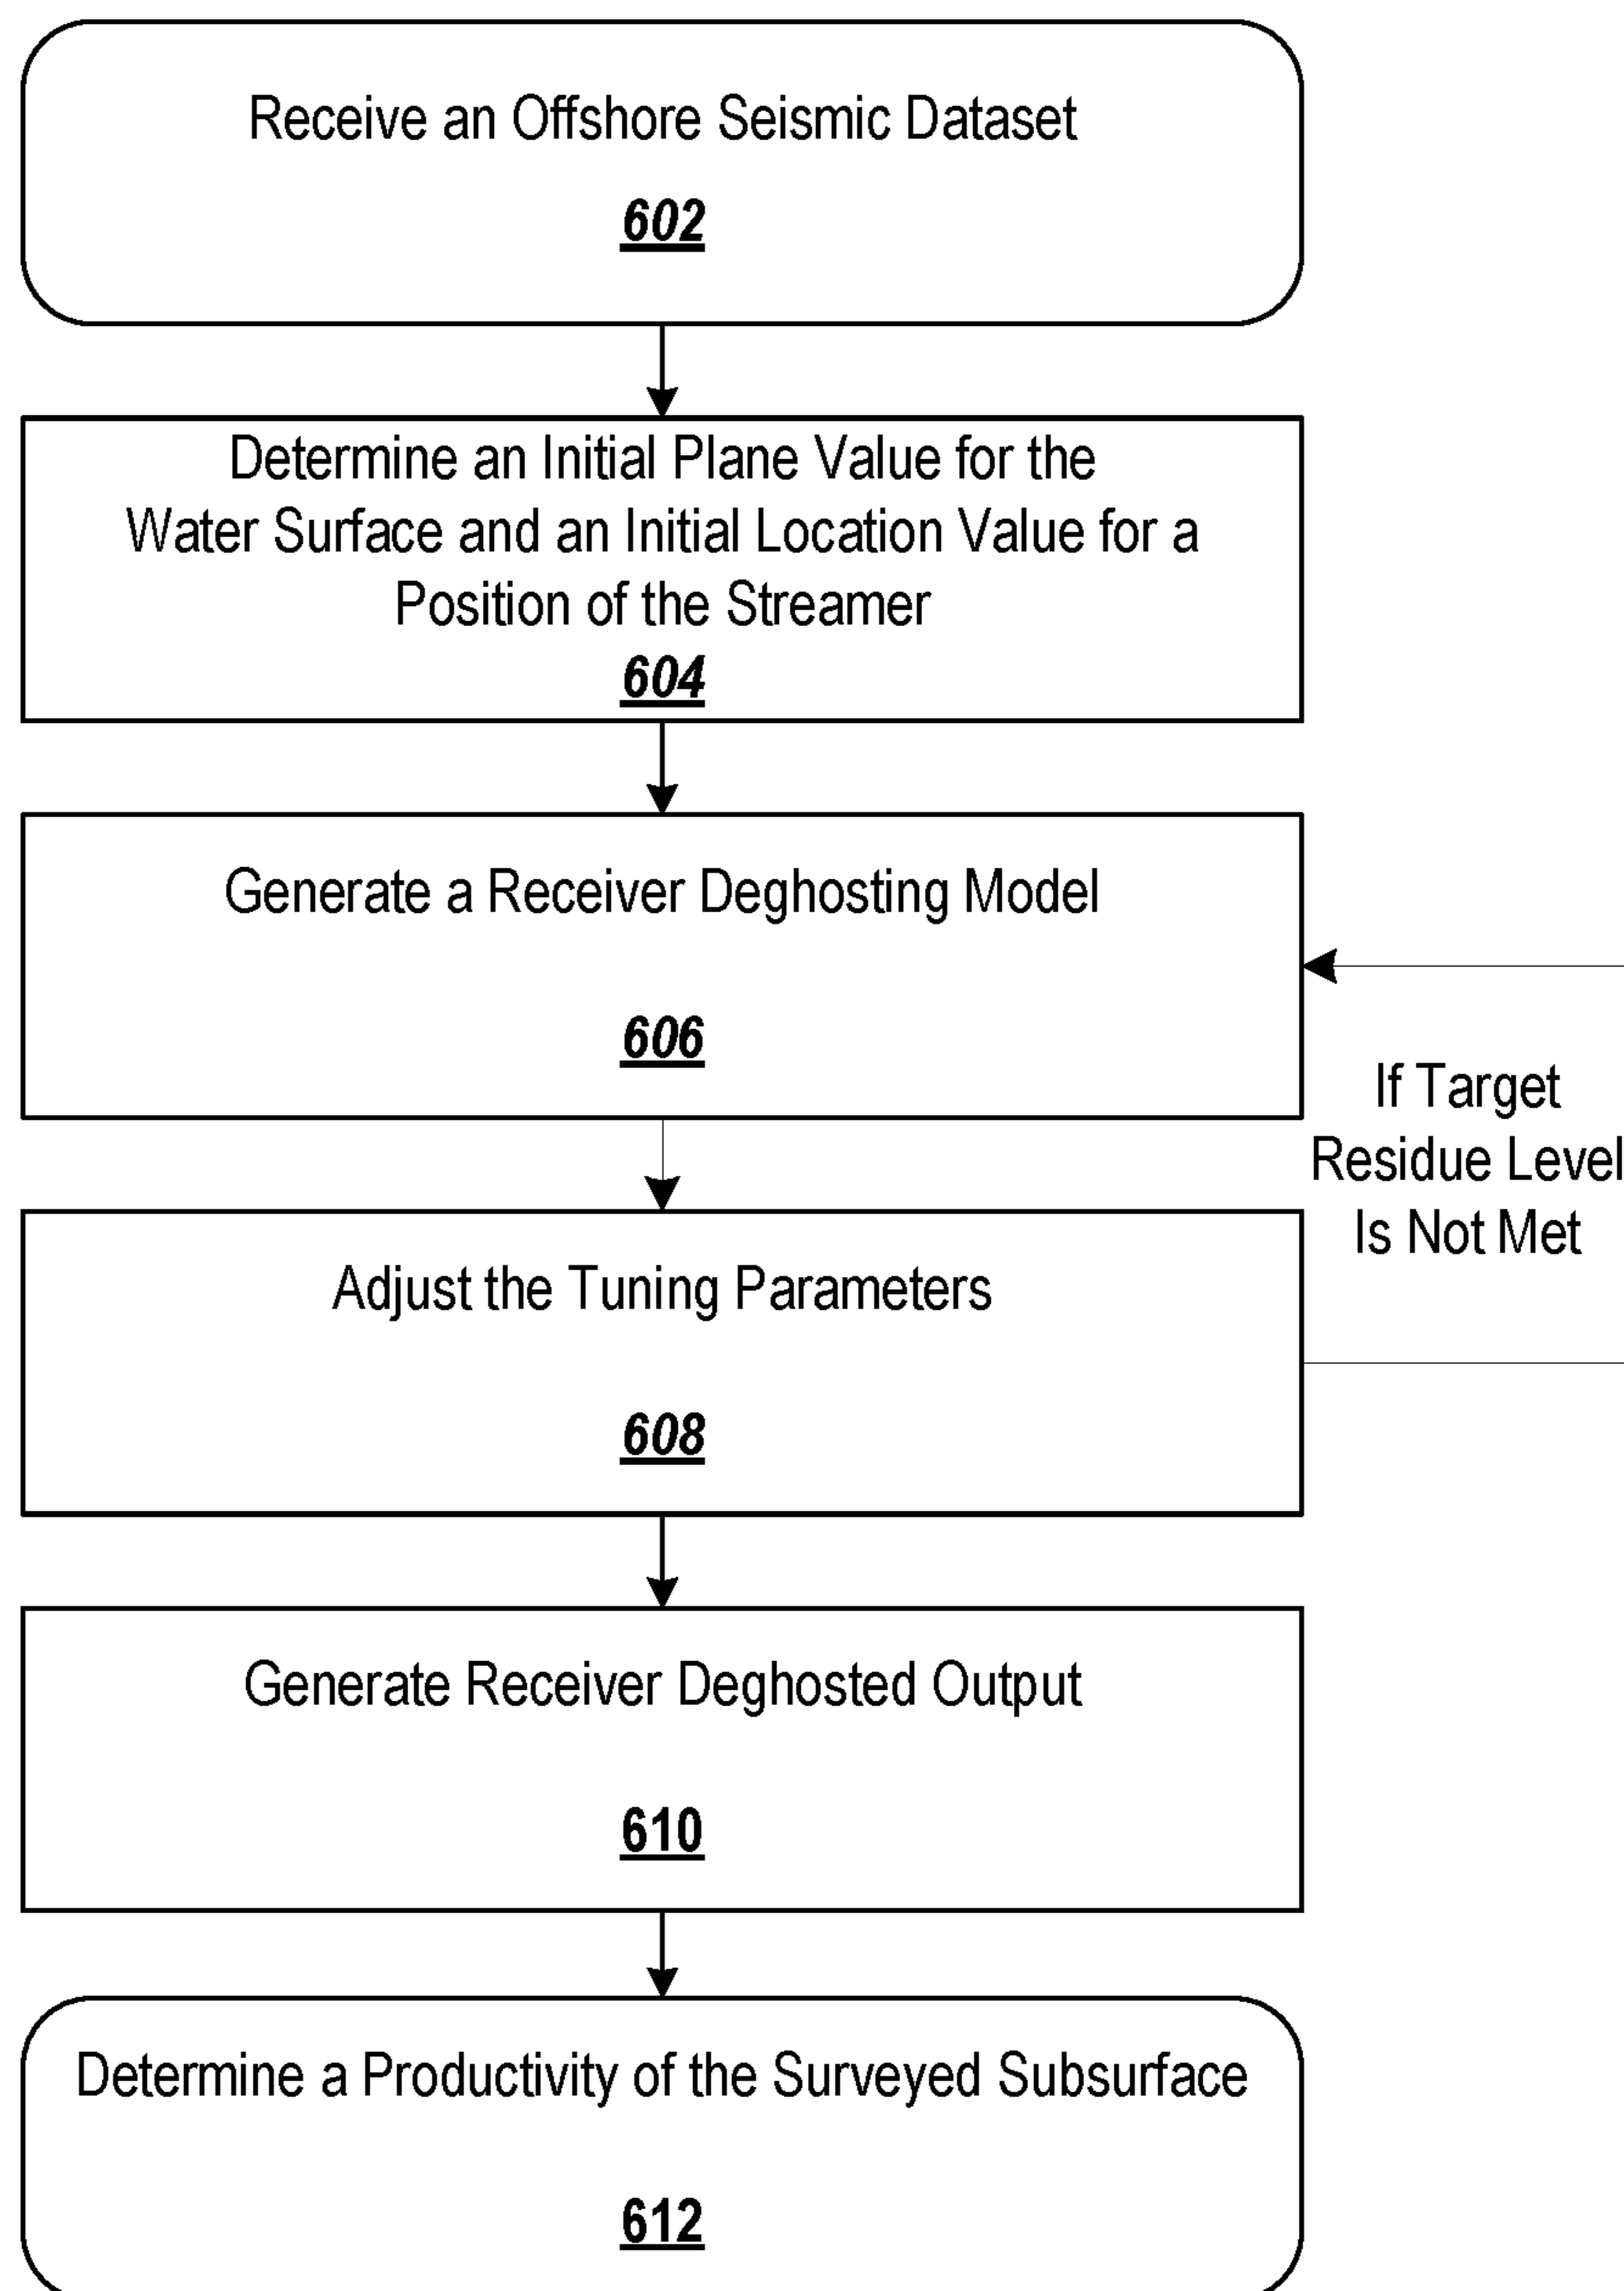 Receive an Offshore Seismic Dataset
602
Determine an Initial Plane Value for the
Water Surface and an Initial Location Value for a
Position of the Streamer
604
Generate a Receiver Deghosting Model
606
If Target
Residue Level
Is Not Met
Adjust the Tuning Parameters
608
Generate Receiver Deghosted Output
610
Determine a Productivity of the Surveyed Subsurface
612